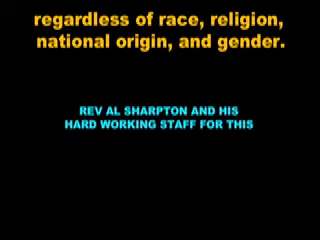 regardless of race, religion,
national origin, and gender.
REV AL SHARPTON AND HIS
HARD WORKING STAFF FOR THIS